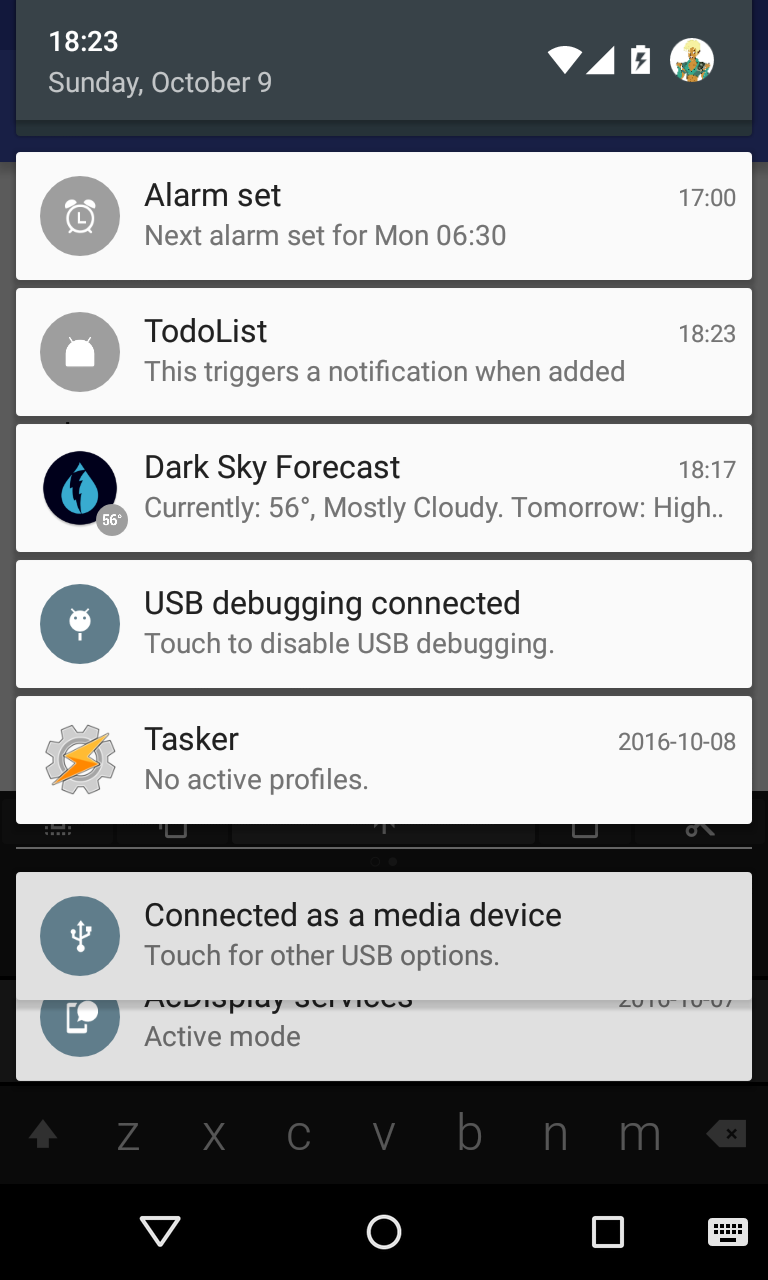 18:23
Sunday, October 9
Alarm set 17:00
Next alarm set for Mon 06:30
TodoList 18:23
This triggers a notification when added
Dark Sky Forecast 18:17
56°
Currently: 56°, Mostly Cloudy. Tomorrow: High..
USB debugging connected
Touch to disable USB debugging.
Tasker 2016-10-08
No active profiles.
Connected as a media device
Touch for other USB options.
AcDisplay services 2016-10-07
Active mode
z x c v b n m